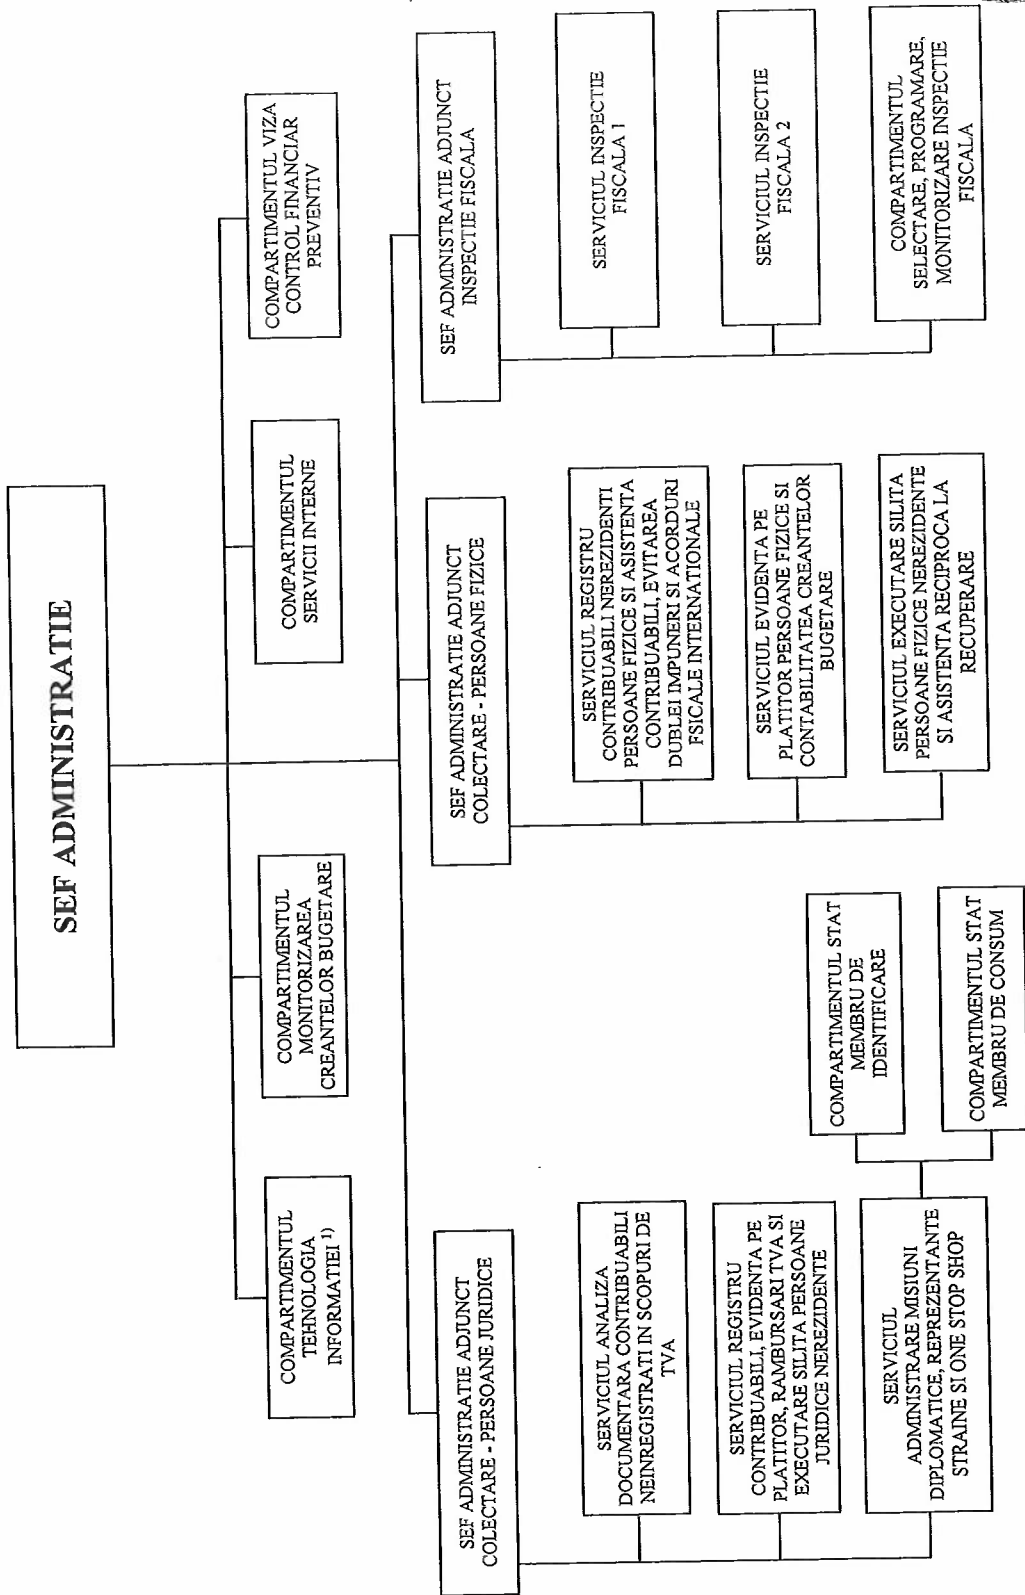 SEF ADMINISTRATIE
COMPARTIMENTUL
TEHNOLOGIA
INFORMATIEI 1)
COMPARTIMENTUL
MONITORIZAREA
CREANTELOR BUGETARE
COMPARTIMENTUL
SERVICII INTERNE
COMPARTIMENTUL VIZA
CONTROL FINANCIAR
PREVENTIV
SEF ADMINISTRATIE ADJUNCT
COLECTARE - PERSOANE JURIDICE
SERVICIUL ANALIZA
DOCUMENTARA CONTRIBUABILI
NEINREGISTRATI IN SCOPURI DE
TVA
SERVICIUL REGISTRU
CONTRIBUABILI, EVIDENTA PE
PLATITOR, RAMBURSARI TVA SI
EXECUTARE SILITA PERSOANE
JURIDICE NEREZIDENTE
SERVICIUL
ADMINISTRARE MISIUNI
DIPLOMATICE, REPREZENTANTE
STRAINE SI ONE STOP SHOP
COMPARTIMENTUL STAT
MEMBRU DE
IDENTIFICARE
COMPARTIMENTUL STAT
MEMBRU DE CONSUM
SEF ADMINISTRATIE ADJUNCT
COLECTARE - PERSOANE FIZICE
SERVICIUL REGISTRU
CONTRIBUABILI NEREZIDENTI
PERSOANE FIZICE SI ASISTENTA
CONTRIBUABILI, EVITAREA
DUBLEI IMPUNERI SI ACORDURI
FSICALE INTERNATIONALE
SERVICIUL EVIDENTA PE
PLATITOR PERSOANE FIZICE SI
CONTABILITATEA CREANTELOR
BUGETARE
SERVICIUL EXECUTARE SILITA
PERSOANE FIZICE NEREZIDENTE
SI ASISTENTA RECIPROCA LA
RECUPERARE
SEF ADMINISTRATIE ADJUNCT
INSPECTIE FISCALA
SERVICIUL INSPECTIE
FISCALA 1
SERVICIUL INSPECTIE
FISCALA 2
COMPARTIMENTUL
SELECTARE, PROGRAMARE,
MONITORIZARE INSPECTIE
FISCALA